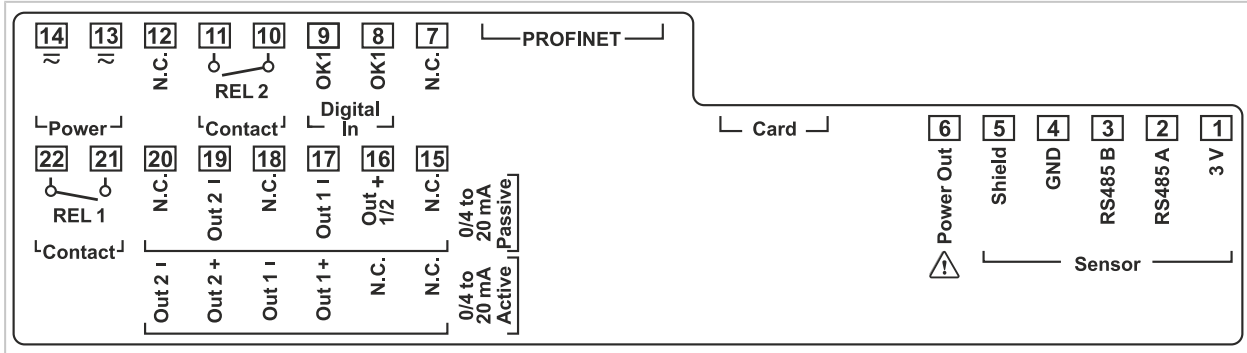 14 13 12 11 10 9 8 7 PROFINET
N.C. OK1 OK1 N.C.
REL 2
Power Contact Digital In
Card
6 5 4 3 2 1
Power Out Shield GND RS485 B RS485 A 3 V
Sensor
22 21 20 19 18 17 16 15
REL 1
N.C. Out 2 − N.C. Out 1 − Out 1/2 + N.C.
0/4 to
20 mA
Passive
Contact
Out 2 − Out 2 + Out 1 − Out 1 + N.C. N.C.
0/4 to
20 mA
Active